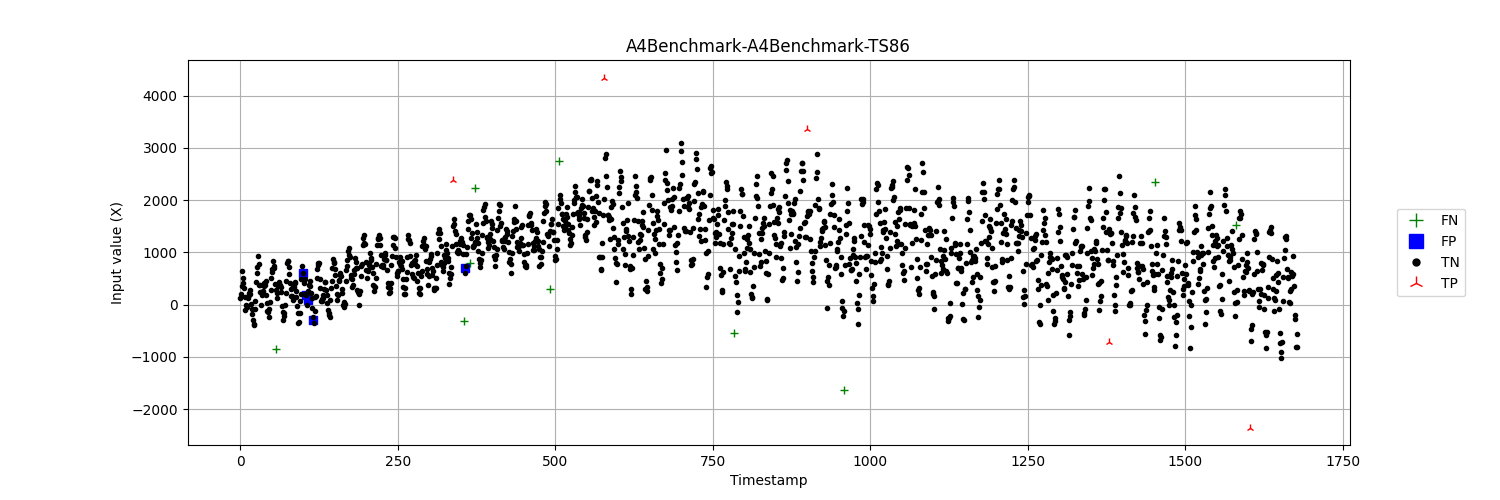 A4Benchmark-A4Benchmark-TS86
4000
3000
2000
1000
0
−1000
−2000
Input value (X)
0 250 500 750 1000 1250 1500 1750
Timestamp
FN
FP
TN
TP